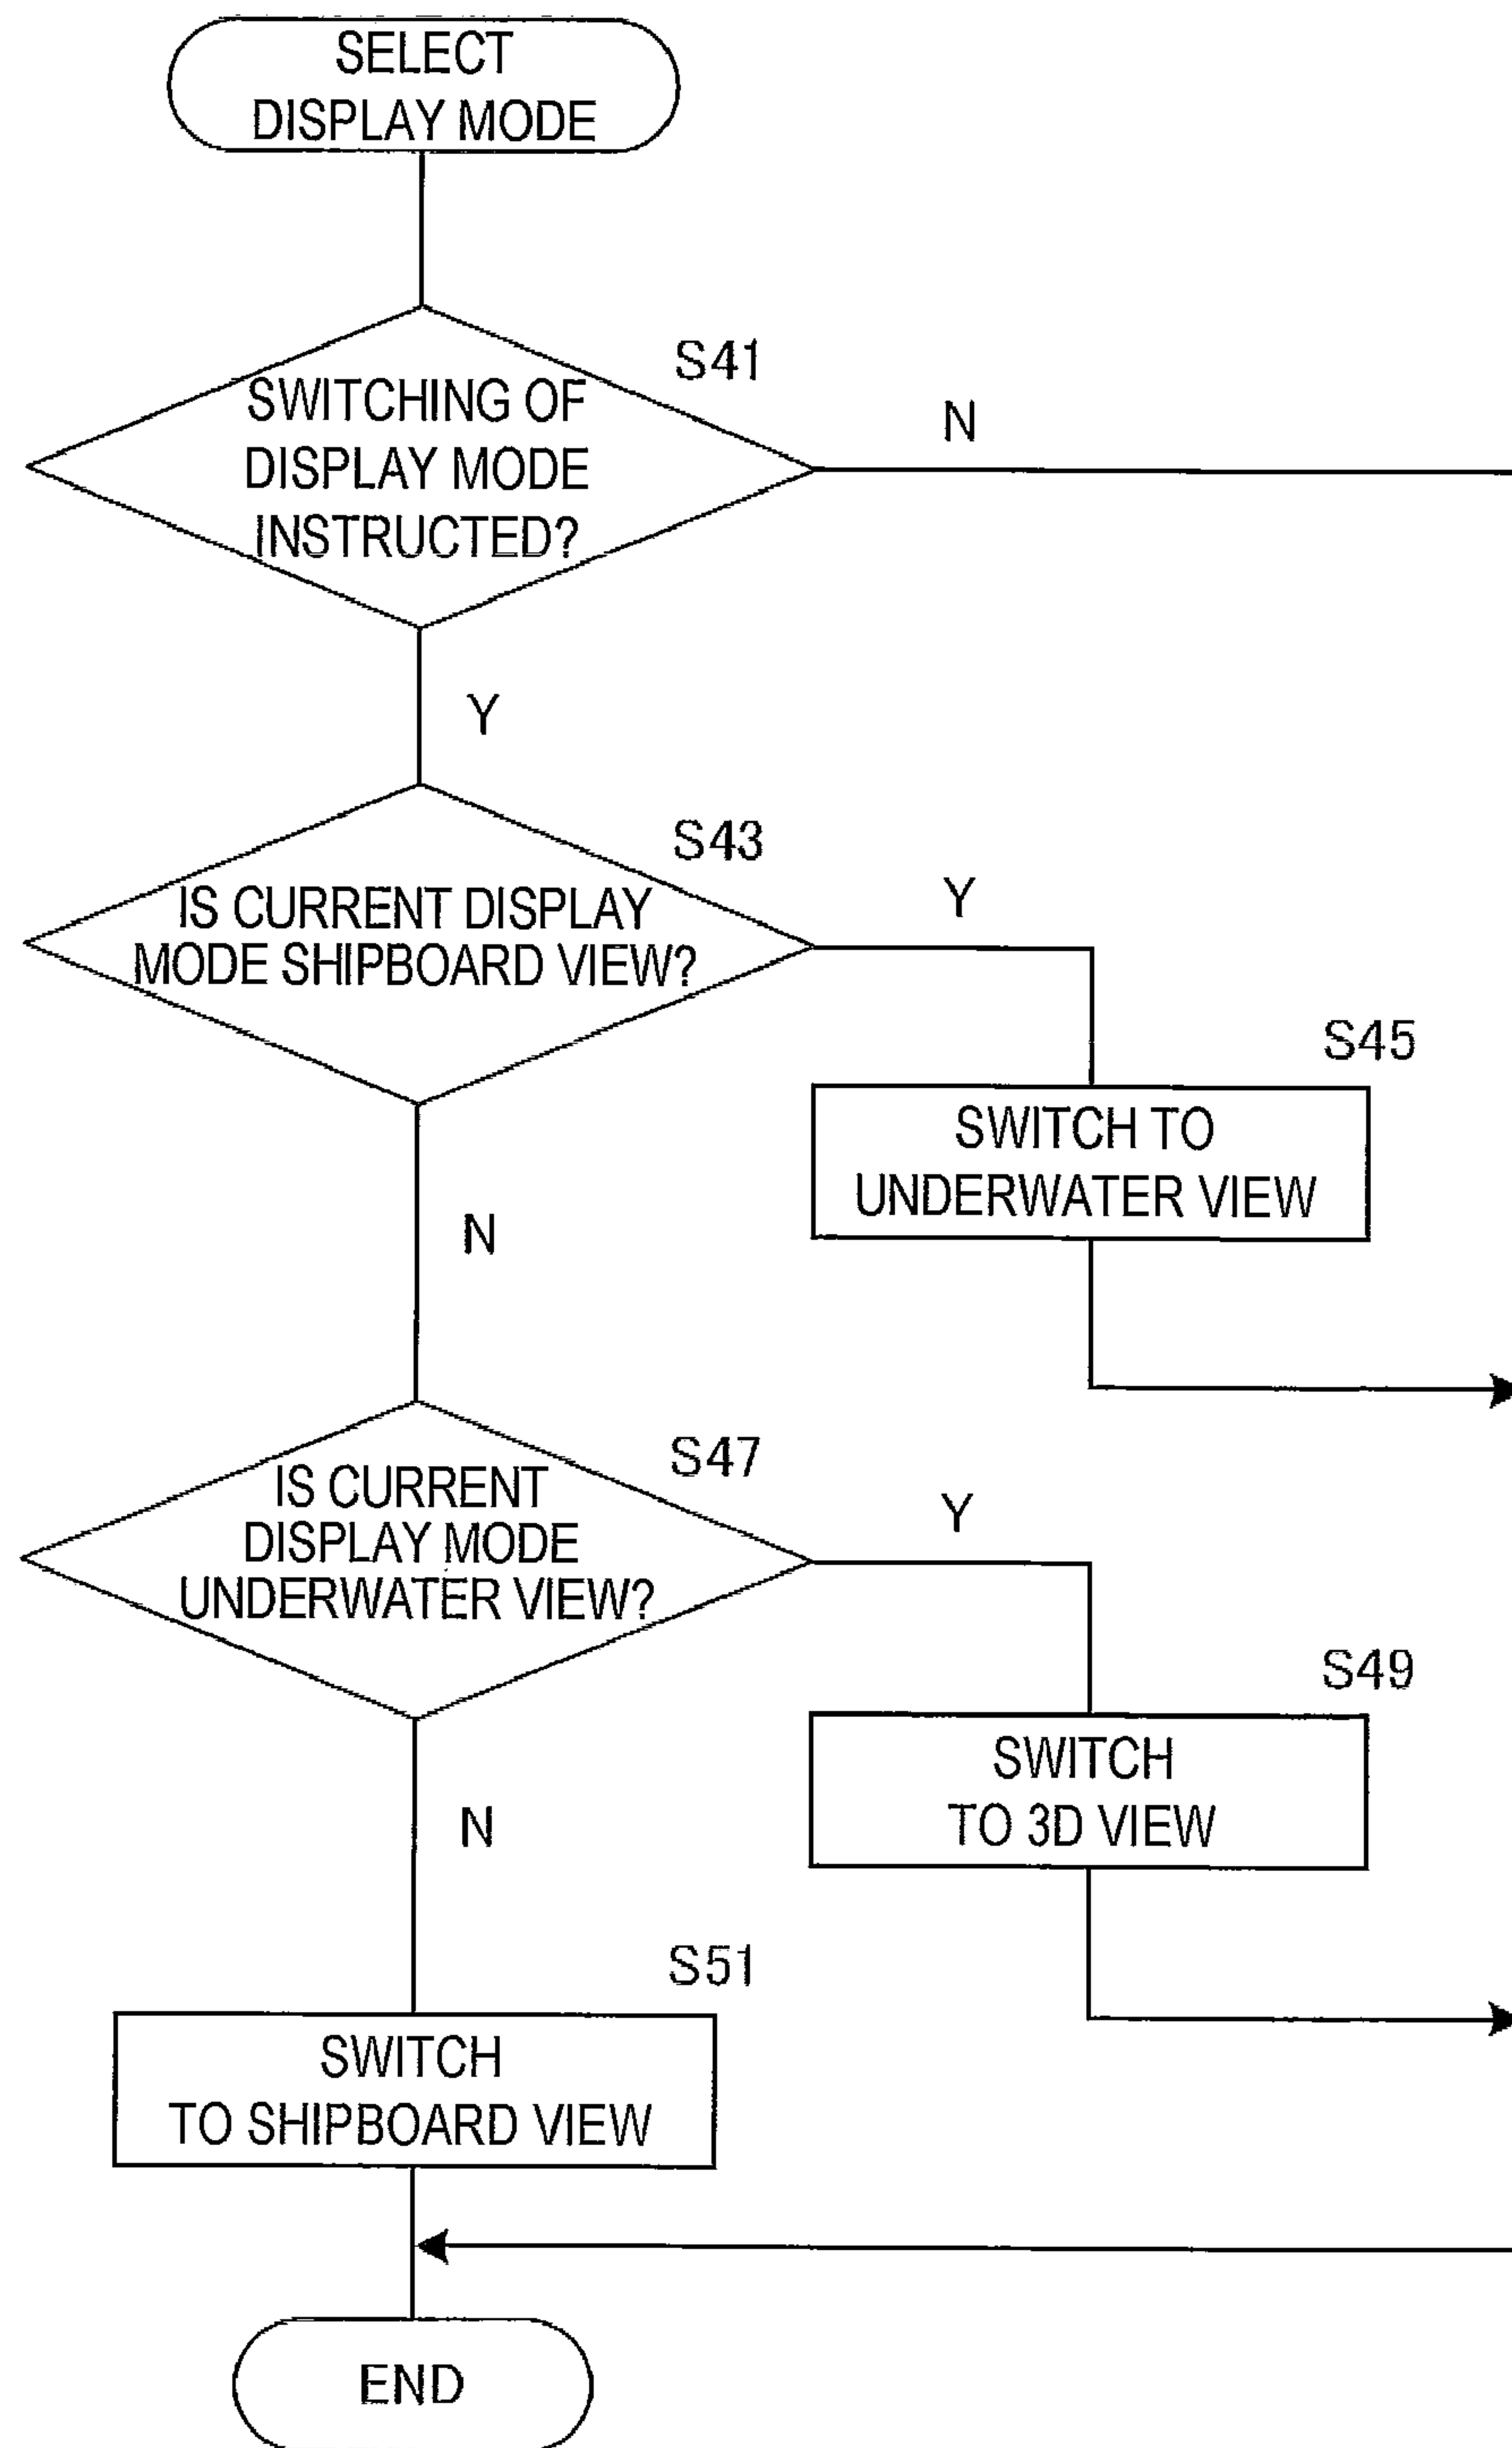 SELECT
DISPLAY MODE
S41
SWITCHING OF
DISPLAY MODE
INSTRUCTED?
N
Y
S43
IS CURRENT DISPLAY
MODE SHIPBOARD VIEW?
Y
S45
SWITCH TO
UNDERWATER VIEW
N
S47
IS CURRENT
DISPLAY MODE
UNDERWATER VIEW?
Y
S49
SWITCH
TO 3D VIEW
N
S51
SWITCH
TO SHIPBOARD VIEW
END